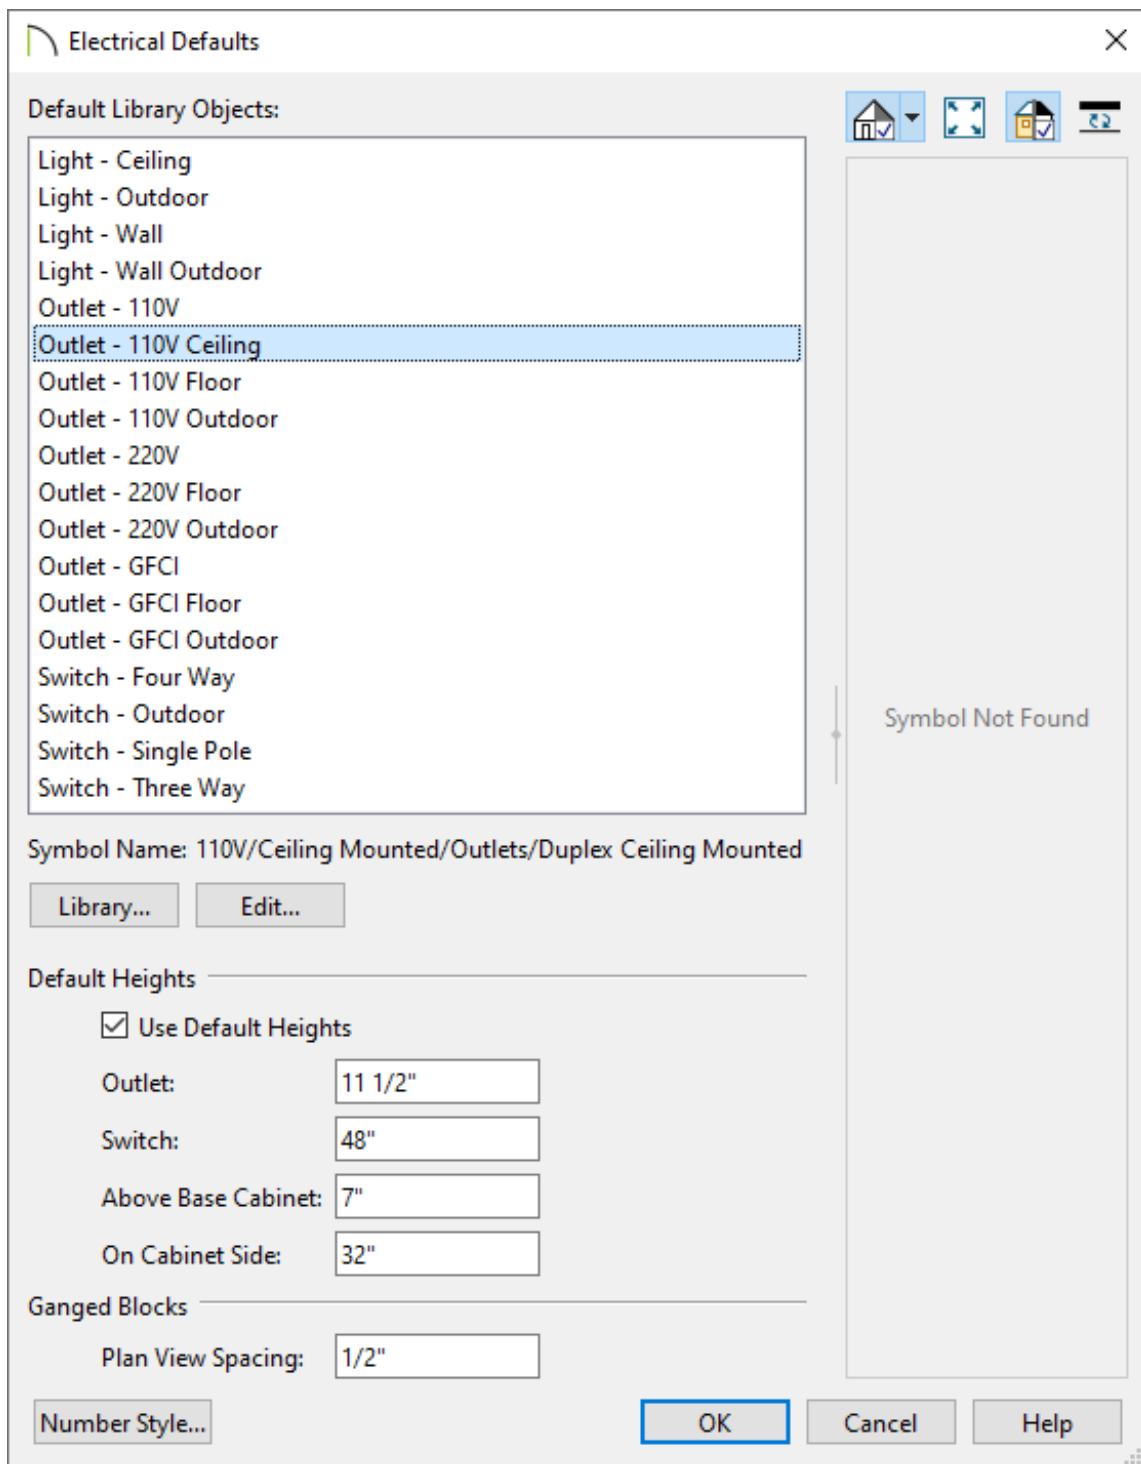 Electrical Defaults
Default Library Objects:
Light - Ceiling
Light - Outdoor
Light - Wall
Light - Wall Outdoor
Outlet - 110V
Outlet - 110V Ceiling
Outlet - 110V Floor
Outlet - 110V Outdoor
Outlet - 220V
Outlet - 220V Floor
Outlet - 220V Outdoor
Outlet - GFCI
Outlet - GFCI Floor
Outlet - GFCI Outdoor
Switch - Four Way
Switch - Outdoor
Switch - Single Pole
Switch - Three Way
Symbol Not Found
Symbol Name: 110V/Ceiling Mounted/Outlets/Duplex Ceiling Mounted
Library... Edit...
Default Heights
Use Default Heights
Outlet: 11 1/2"
Switch: 48"
Above Base Cabinet: 7"
On Cabinet Side: 32"
Ganged Blocks
Plan View Spacing: 1/2"
Number Style... OK Cancel Help